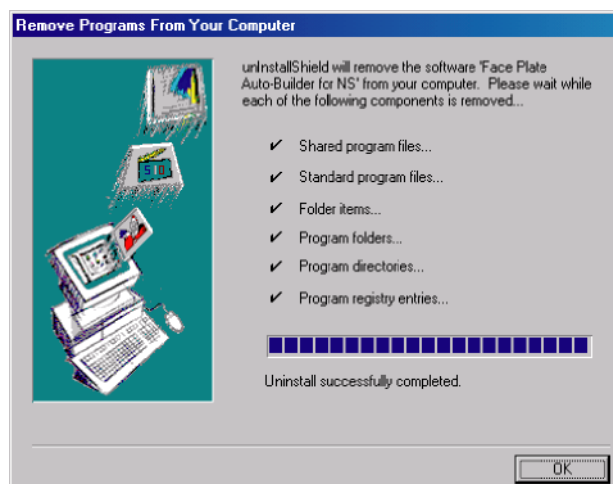 Remove Programs From Your Computer
unInstallShield will remove the software 'Face Plate
Auto-Builder for NS' from your computer. Please wait while
each of the following components is removed...
✔ Shared program files...
✔ Standard program files...
✔ Folder items...
✔ Program folders...
✔ Program directories...
✔ Program registry entries...
Uninstall successfully completed.
OK